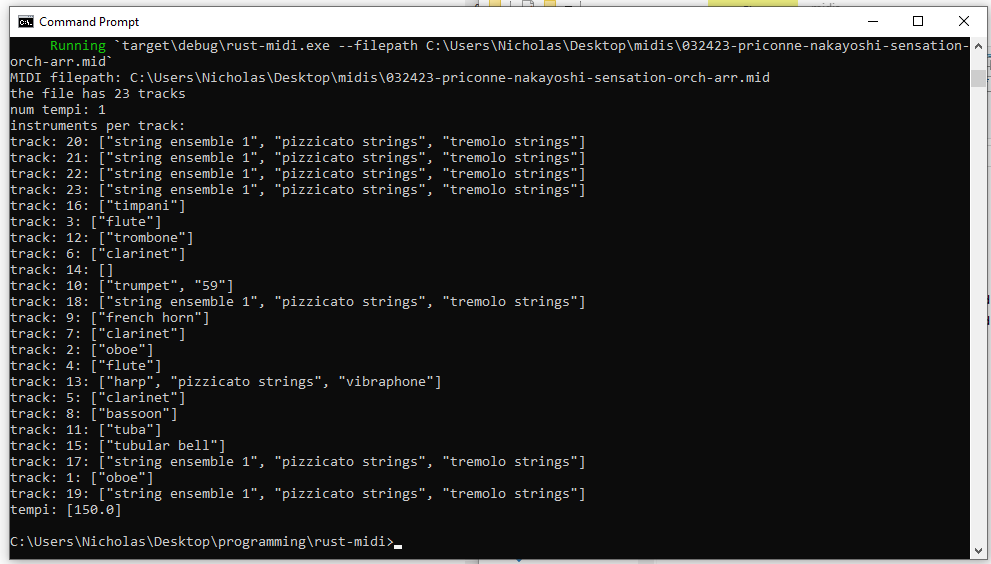 Command Prompt
Running `target\debug\rust-midi.exe --filepath C:\Users\Nicholas\Desktop\midis\032423-priconne-nakayoshi-sensation-
orch-arr.mid`
MIDI filepath: C:\Users\Nicholas\Desktop\midis\032423-priconne-nakayoshi-sensation-orch-arr.mid
the file has 23 tracks
num tempi: 1
instruments per track:
track: 20: ["string ensemble 1", "pizzicato strings", "tremolo strings"]
track: 21: ["string ensemble 1", "pizzicato strings", "tremolo strings"]
track: 22: ["string ensemble 1", "pizzicato strings", "tremolo strings"]
track: 23: ["string ensemble 1", "pizzicato strings", "tremolo strings"]
track: 16: ["timpani"]
track: 3: ["flute"]
track: 12: ["trombone"]
track: 6: ["clarinet"]
track: 14: []
track: 10: ["trumpet", "59"]
track: 18: ["string ensemble 1", "pizzicato strings", "tremolo strings"]
track: 9: ["french horn"]
track: 7: ["clarinet"]
track: 2: ["oboe"]
track: 4: ["flute"]
track: 13: ["harp", "pizzicato strings", "vibraphone"]
track: 5: ["clarinet"]
track: 8: ["bassoon"]
track: 11: ["tuba"]
track: 15: ["tubular bell"]
track: 17: ["string ensemble 1", "pizzicato strings", "tremolo strings"]
track: 1: ["oboe"]
track: 19: ["string ensemble 1", "pizzicato strings", "tremolo strings"]
tempi: [150.0]
C:\Users\Nicholas\Desktop\programming\rust-midi>